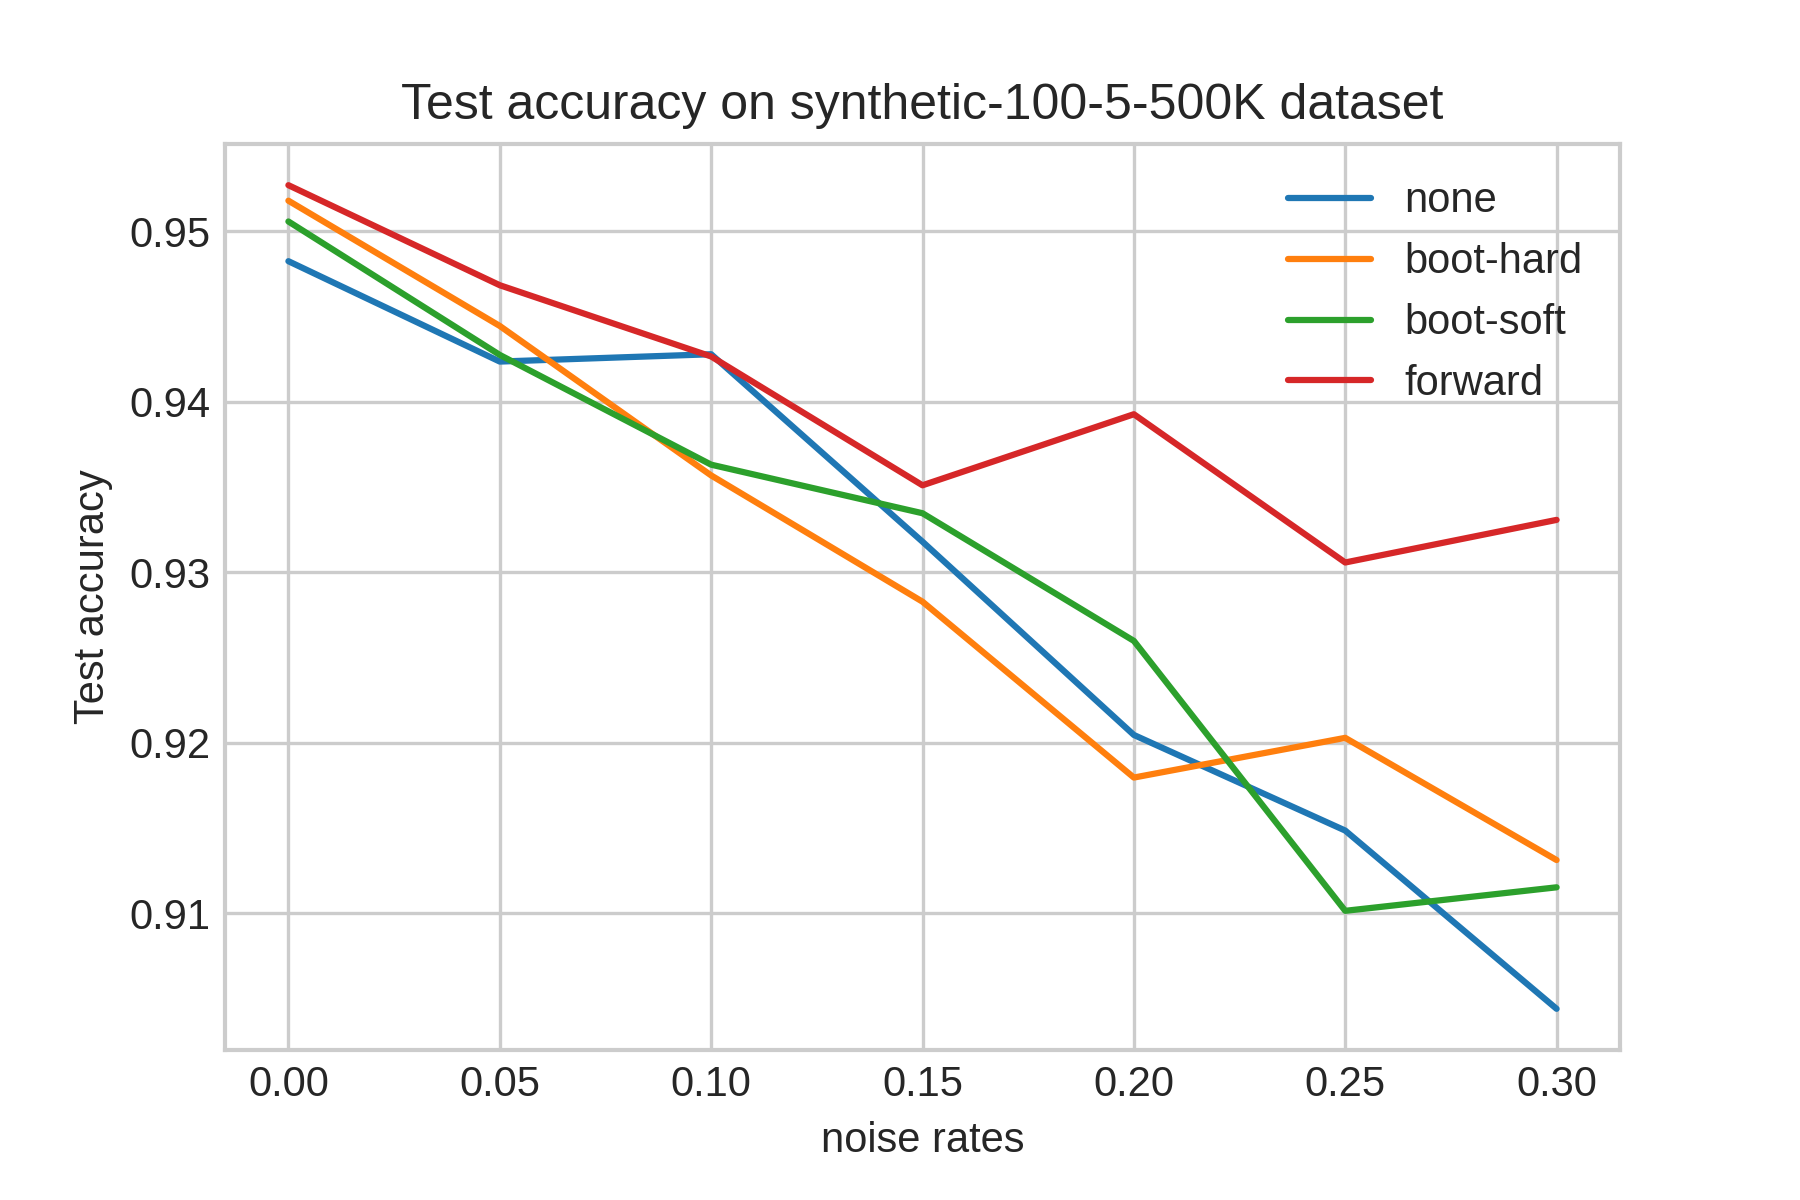 Test accuracy on synthetic-100-5-500K dataset
none
boot-hard
boot-soft
forward
0.95
0.94
0.93
0.92
0.91
Test accuracy
0.00 0.05 0.10 0.15 0.20 0.25 0.30
noise rates